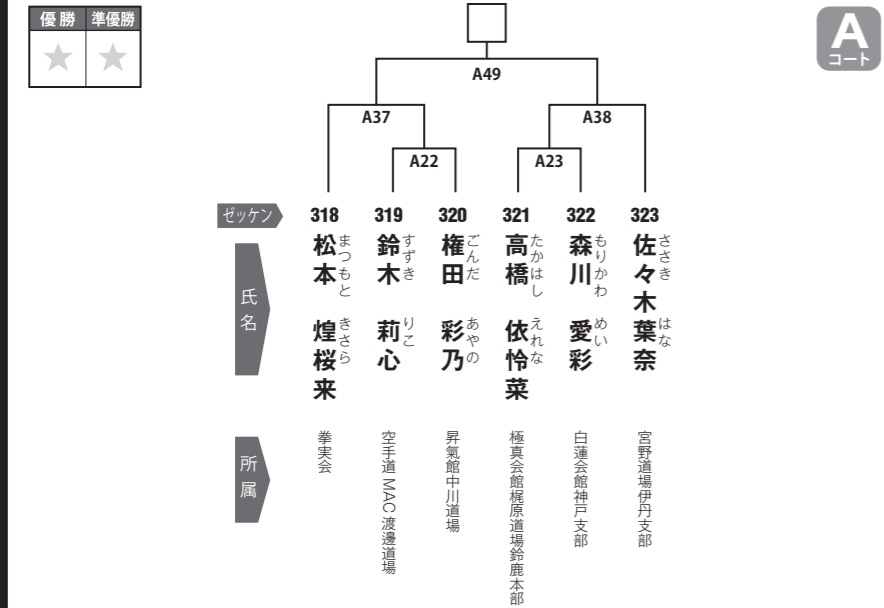 優勝 準優勝
A
コート
A49
A37 A38
A22 A23
ゼッケン 318 319 320 321 322 323
氏名
松本 煌桜来
まつもと きさら
鈴木 莉心
すずき りこ
権田 彩乃
ごんだ あやの
高橋 依怜菜
たかはし えれな
森川 愛彩
もりかわ めい
佐々木 葉奈
ささき はな
所属
拳実会
空手道 MAC 渡邊道場
昇氣館中川道場
極真会館梶原道場鈴鹿本部
白蓮会館神戸支部
宮野道場伊丹支部